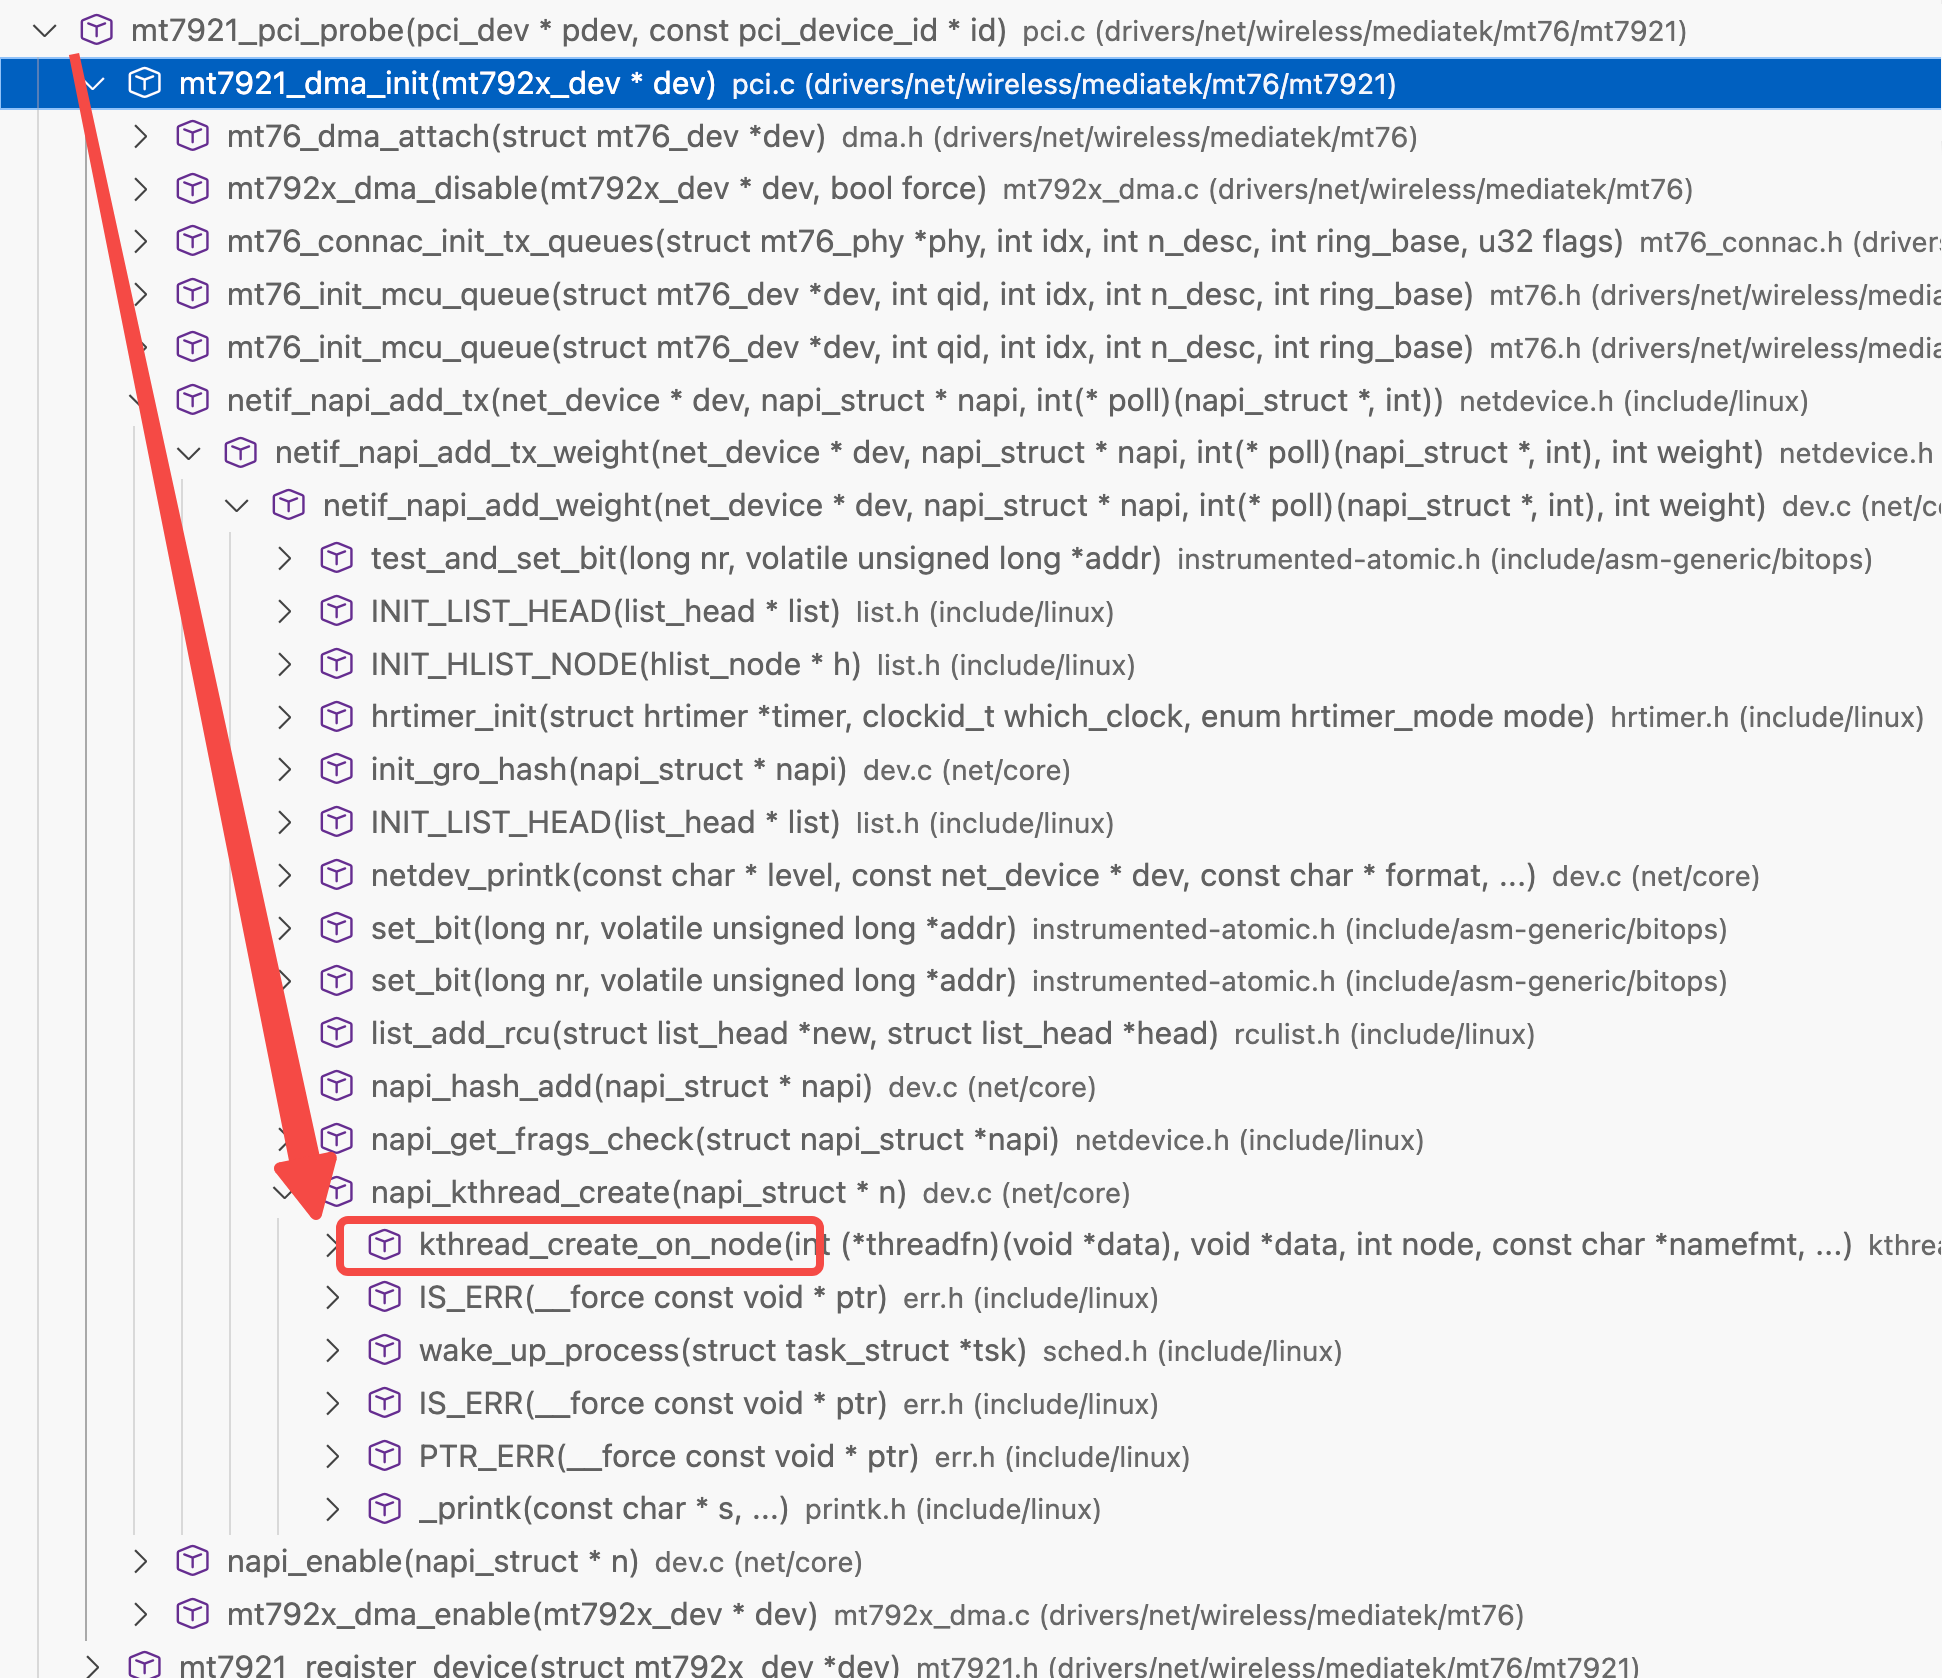 mt7921_pci_probe(pci_dev * pdev, const pci_device_id * id) pci.c (drivers/net/wireless/mediatek/mt76/mt7921)
mt7921_dma_init(mt792x_dev * dev) pci.c (drivers/net/wireless/mediatek/mt76/mt7921)
mt76_dma_attach(struct mt76_dev *dev) dma.h (drivers/net/wireless/mediatek/mt76)
mt792x_dma_disable(mt792x_dev * dev, bool force) mt792x_dma.c (drivers/net/wireless/mediatek/mt76)
mt76_connac_init_tx_queues(struct mt76_phy *phy, int idx, int n_desc, int ring_base, u32 flags) mt76_connac.h (drivers
mt76_init_mcu_queue(struct mt76_dev *dev, int qid, int idx, int n_desc, int ring_base) mt76.h (drivers/net/wireless/media
mt76_init_mcu_queue(struct mt76_dev *dev, int qid, int idx, int n_desc, int ring_base) mt76.h (drivers/net/wireless/media
netif_napi_add_tx(net_device * dev, napi_struct * napi, int(* poll)(napi_struct *, int)) netdevice.h (include/linux)
netif_napi_add_tx_weight(net_device * dev, napi_struct * napi, int(* poll)(napi_struct *, int), int weight) netdevice.h
netif_napi_add_weight(net_device * dev, napi_struct * napi, int(* poll)(napi_struct *, int), int weight) dev.c (net/co
test_and_set_bit(long nr, volatile unsigned long *addr) instrumented-atomic.h (include/asm-generic/bitops)
INIT_LIST_HEAD(list_head * list) list.h (include/linux)
INIT_HLIST_NODE(hlist_node * h) list.h (include/linux)
hrtimer_init(struct hrtimer *timer, clockid_t which_clock, enum hrtimer_mode mode) hrtimer.h (include/linux)
init_gro_hash(napi_struct * napi) dev.c (net/core)
INIT_LIST_HEAD(list_head * list) list.h (include/linux)
netdev_printk(const char * level, const net_device * dev, const char * format, ...) dev.c (net/core)
set_bit(long nr, volatile unsigned long *addr) instrumented-atomic.h (include/asm-generic/bitops)
set_bit(long nr, volatile unsigned long *addr) instrumented-atomic.h (include/asm-generic/bitops)
list_add_rcu(struct list_head *new, struct list_head *head) rculist.h (include/linux)
napi_hash_add(napi_struct * napi) dev.c (net/core)
napi_get_frags_check(struct napi_struct *napi) netdevice.h (include/linux)
napi_kthread_create(napi_struct * n) dev.c (net/core)
kthread_create_on_node(int (*threadfn)(void *data), void *data, int node, const char *namefmt, ...) kthrea
IS_ERR(__force const void * ptr) err.h (include/linux)
wake_up_process(struct task_struct *tsk) sched.h (include/linux)
IS_ERR(__force const void * ptr) err.h (include/linux)
PTR_ERR(__force const void * ptr) err.h (include/linux)
_printk(const char * s, ...) printk.h (include/linux)
napi_enable(napi_struct * n) dev.c (net/core)
mt792x_dma_enable(mt792x_dev * dev) mt792x_dma.c (drivers/net/wireless/mediatek/mt76)
mt7921_register_device(struct mt792x_dev *dev) mt7921.h (drivers/net/wireless/mediatek/mt76/mt7921)